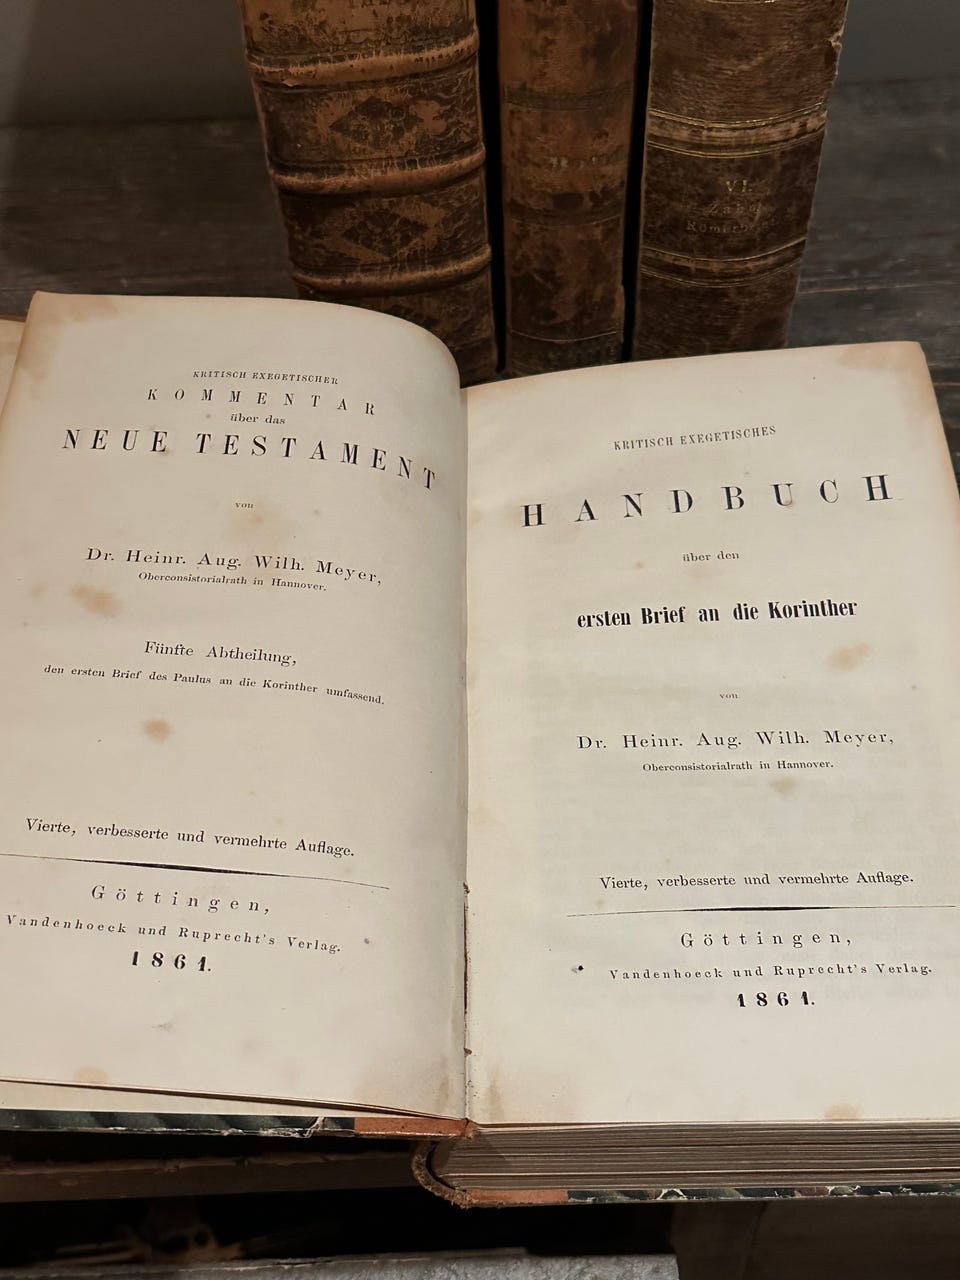 VI.
Zahn
KRITISCH EXEGETISCHER
KOMMENTAR
über das
NEUE TESTAMENT
von
Dr. Heinr. Aug. Wilh. Meyer,
Oberconsistorialrath in Hannover.
Fünfte Abtheilung,
den ersten Brief des Paulus an die Korinther umfassend.
Vierte, verbesserte und vermehrte Auflage.
Göttingen,
Vandenhoeck und Ruprecht's Verlag.
1861.
KRITISCH EXEGETISCHES
HANDBUCH
über den
ersten Brief an die Korinther
von
Dr. Heinr. Aug. Wilh. Meyer,
Oberconsistorialrath in Hannover.
Vierte, verbesserte und vermehrte Auflage.
Göttingen,
Vandenhoeck und Ruprecht's Verlag.
1861.